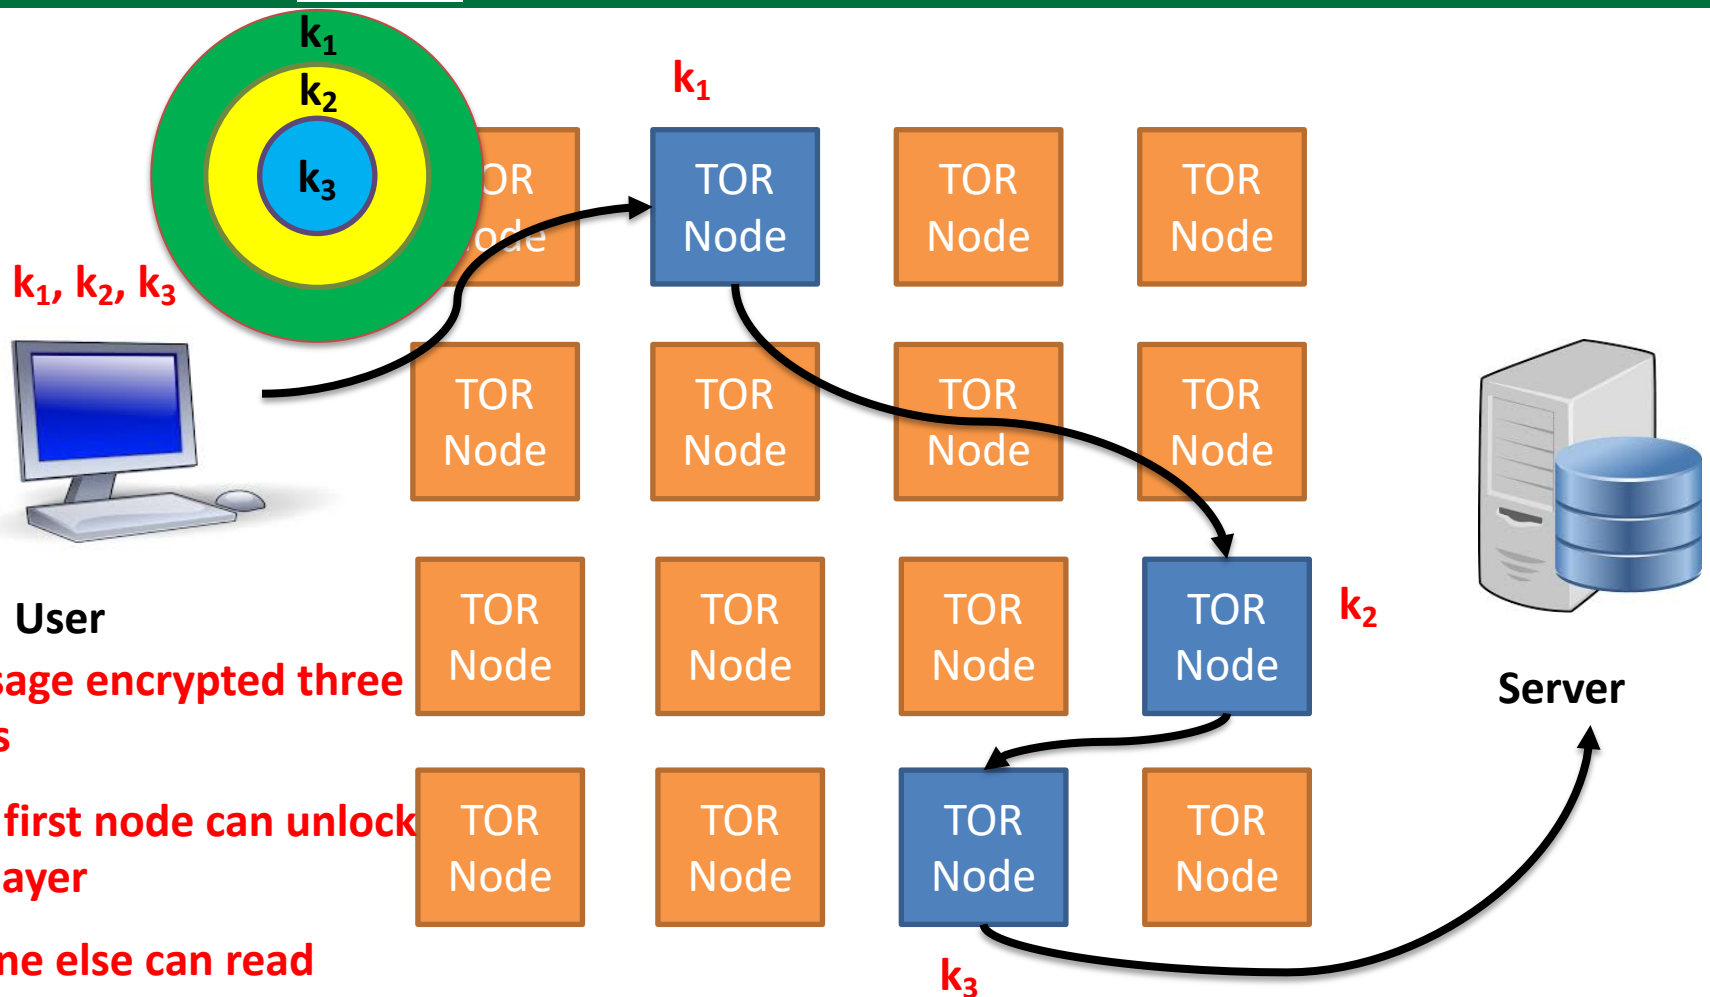 k₁
k₂
k₃
k₁
k₁, k₂, k₃
OR
ode
TOR
Node
TOR
Node
TOR
Node
TOR
Node
TOR
Node
TOR
Node
TOR
Node
TOR
Node
TOR
Node
TOR
Node
TOR
Node
k₂
User
Server
sage encrypted three
s
first node can unlock
ayer
ne else can read
TOR
Node
TOR
Node
TOR
Node
TOR
Node
k₃